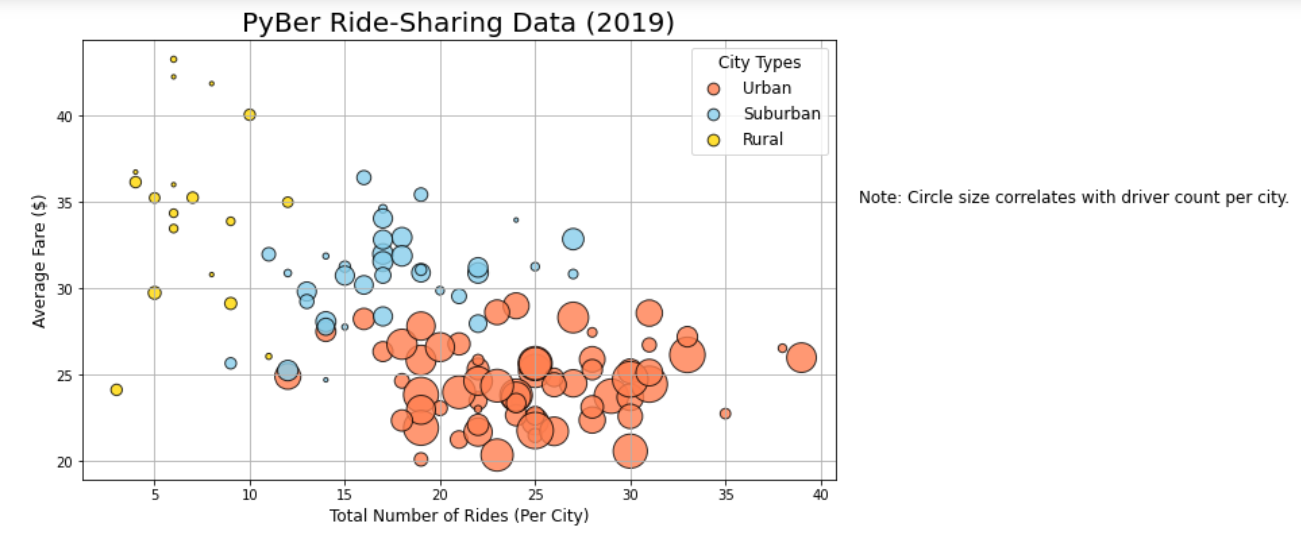 PyBer Ride-Sharing Data (2019)
City Types
Urban
Suburban
Rural
Note: Circle size correlates with driver count per city.
Average Fare ($)
40
35
30
25
20
5 10 15 20 25 30 35 40
Total Number of Rides (Per City)